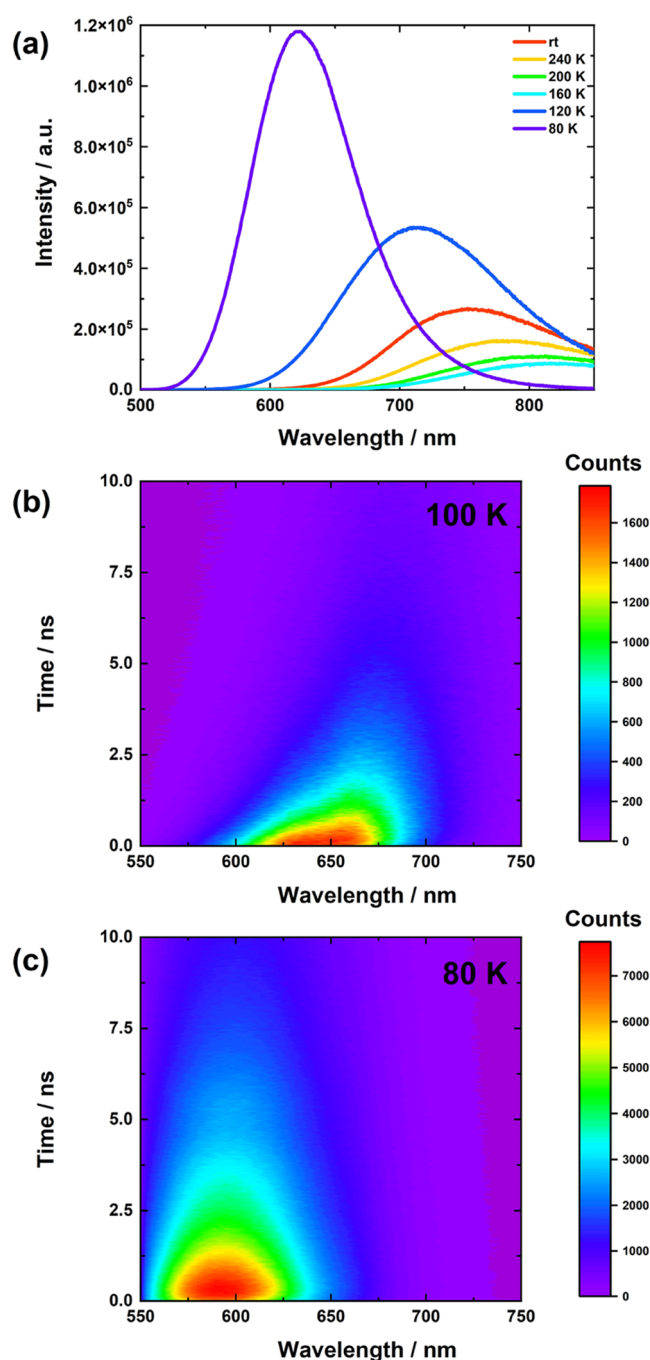 (a)
1.2×10⁶
1.0×10⁶
8.0×10⁵
6.0×10⁵
4.0×10⁵
2.0×10⁵
0.0
Intensity / a.u.
rt
240 K
200 K
160 K
120 K
80 K
500 600 700 800
Wavelength / nm
(b)
Counts
100 K
10.0
7.5
5.0
2.5
0.0
Time / ns
550 600 650 700 750
Wavelength / nm
1600
1400
1200
1000
800
600
400
200
0
(c)
Counts
80 K
10.0
7.5
5.0
2.5
0.0
Time / ns
550 600 650 700 750
Wavelength / nm
7000
6000
5000
4000
3000
2000
1000
0